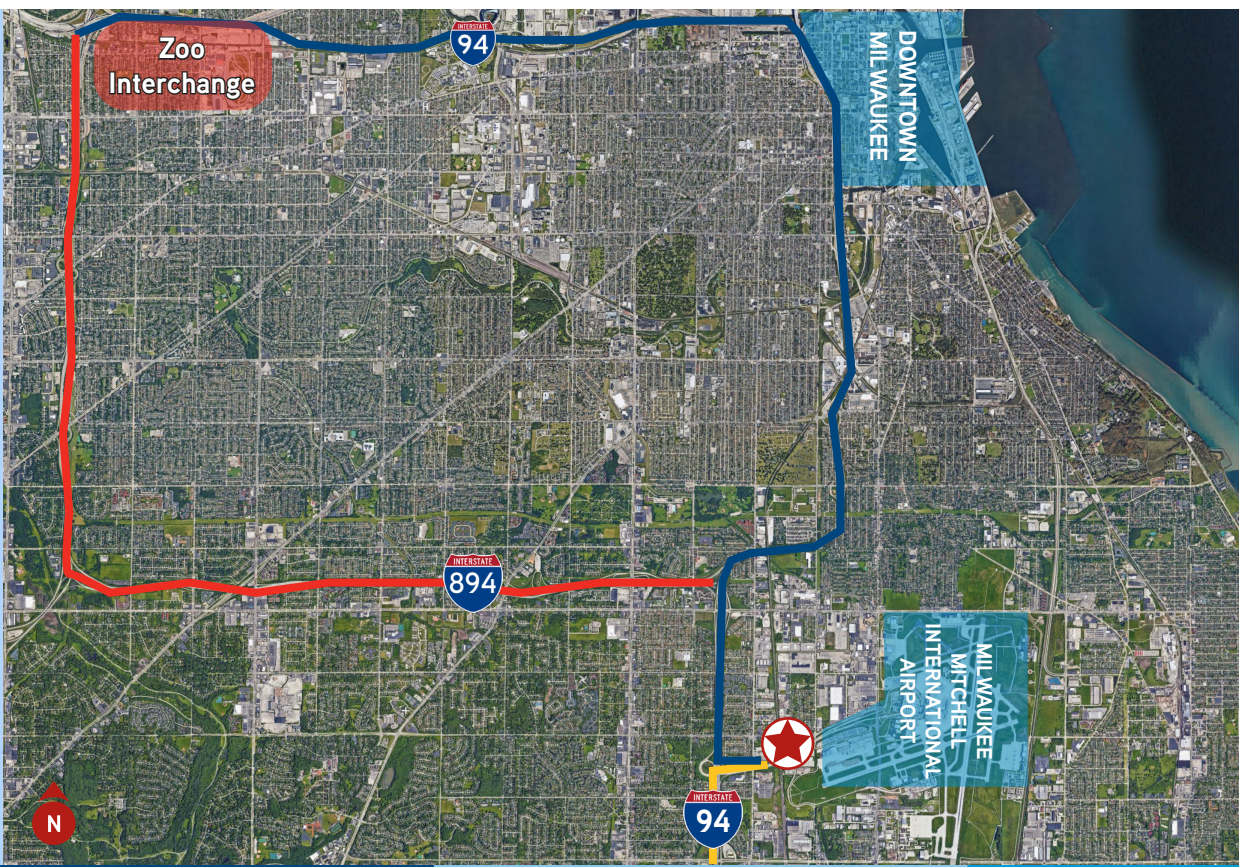 Zoo
Interchange
INTERSTATE
94
DOWNTOWN
MILWAUKEE
INTERSTATE
894
MILWAUKEE
MITCHELL
INTERNATIONAL
AIRPORT
INTERSTATE
94
N